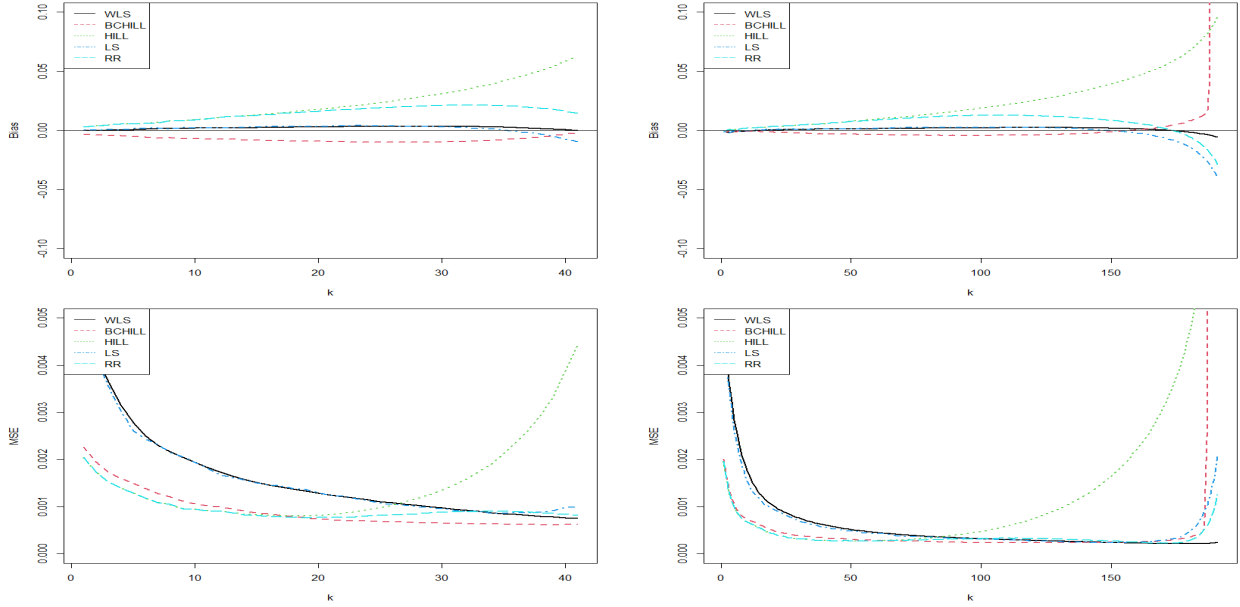 WLS
BCHILL
HILL
LS
RR
Bias
0.10
0.05
0.00
-0.05
-0.10
0 10 20 30 40
k
WLS
BCHILL
HILL
LS
RR
Bias
0.10
0.05
0.00
-0.05
-0.10
0 50 100 150
k
WLS
BCHILL
HILL
LS
RR
MSE
0.005
0.004
0.003
0.002
0.001
0.000
0 10 20 30 40
k
WLS
BCHILL
HILL
LS
RR
MSE
0.005
0.004
0.003
0.002
0.001
0.000
0 50 100 150
k